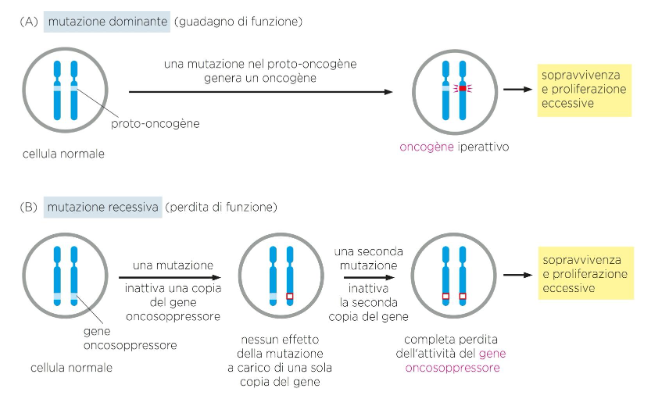 (A) mutazione dominante (guadagno di funzione)
una mutazione nel proto-oncogène
genera un oncogène
proto-oncogène
cellula normale
oncogène iperattivo
sopravvivenza
e proliferazione
eccessive
(B) mutazione recessiva (perdita di funzione)
una mutazione
inattiva una copia
del gene
oncosoppressore
una seconda
mutazione
inattiva
la seconda
copia del gene
sopravvivenza
e proliferazione
eccessive
gene
oncosoppressore
cellula normale
nessun effetto
della mutazione
a carico di una sola
copia del gene
completa perdita
dell'attività del gene
oncosoppressore